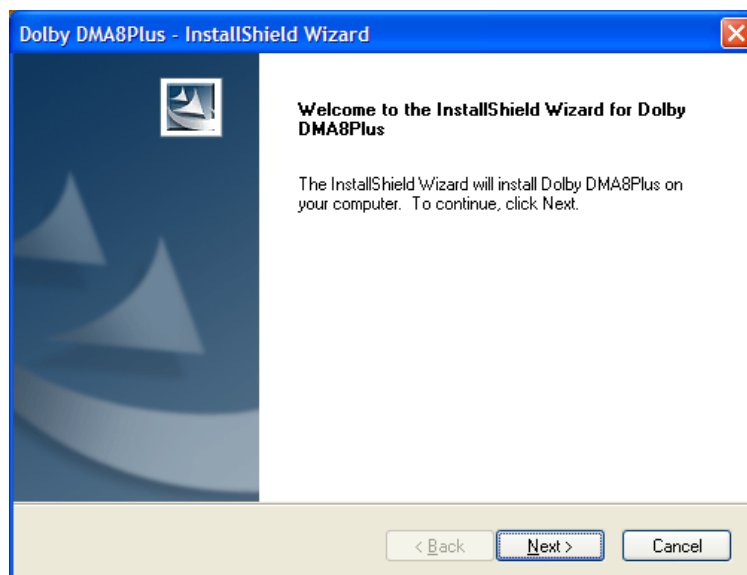 Dolby DMA8Plus - InstallShield Wizard
Welcome to the InstallShield Wizard for Dolby
DMA8Plus
The InstallShield Wizard will install Dolby DMA8Plus on
your computer. To continue, click Next.
< Back
Next >
Cancel